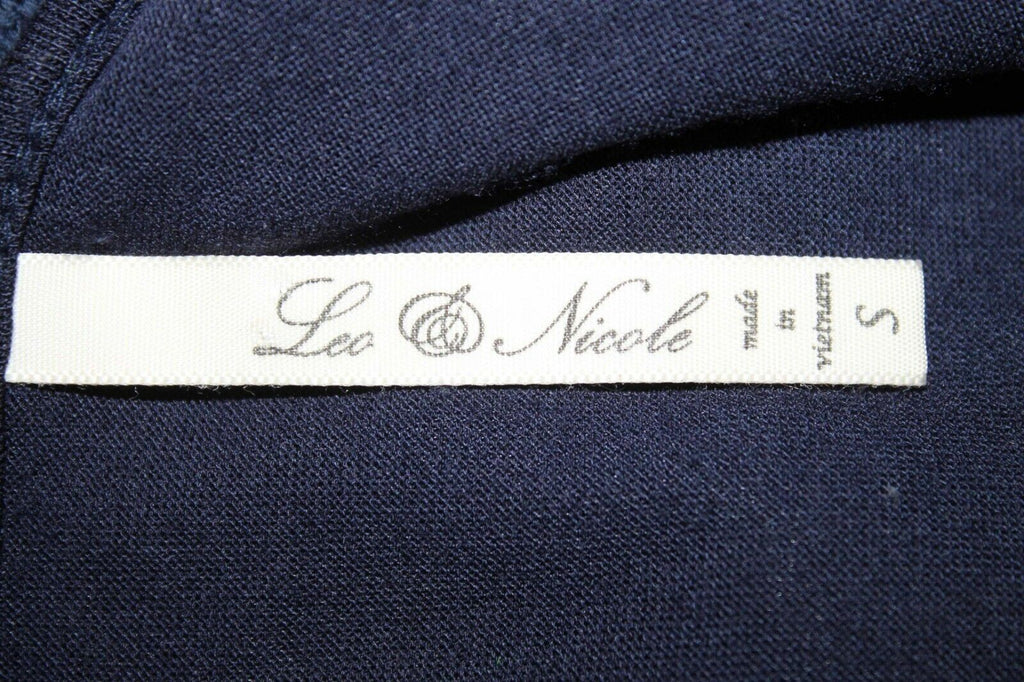 Leo & Nicole
made
in
vietnam
S